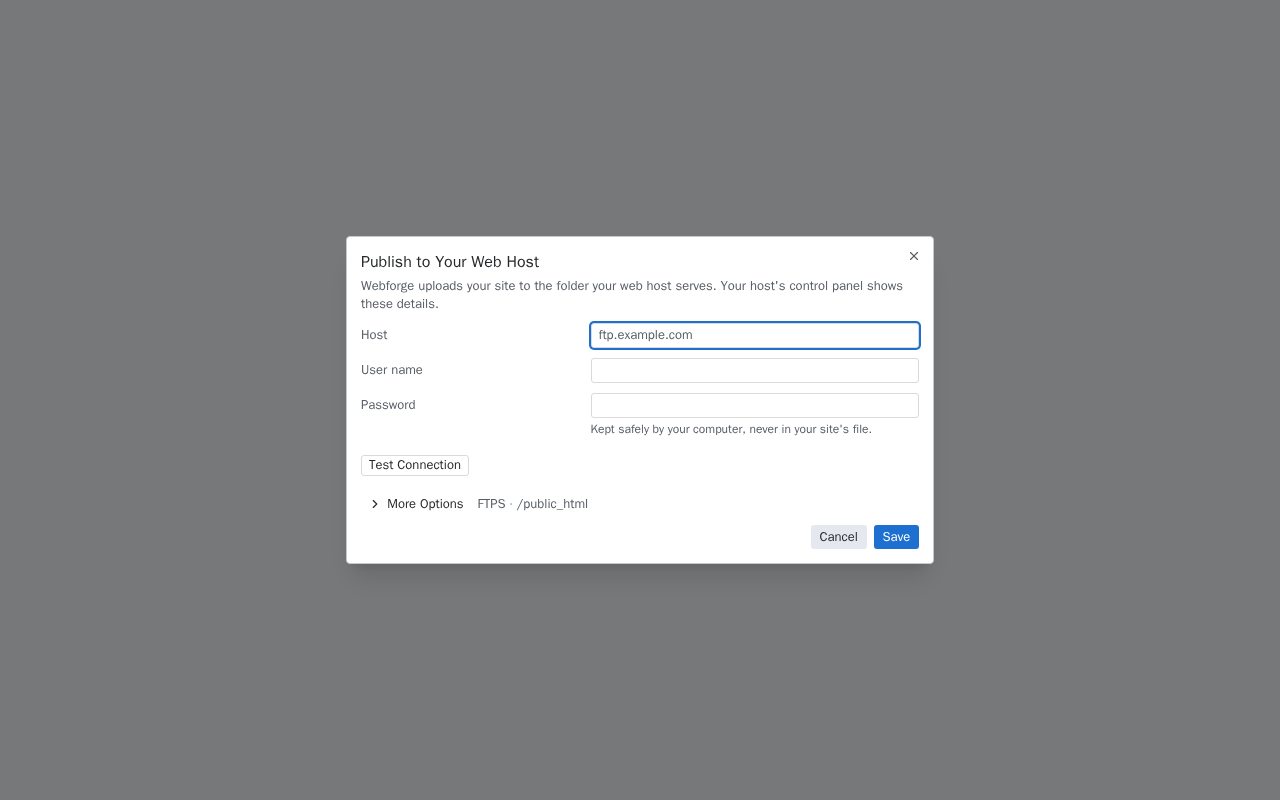 Publish to Your Web Host
Webforge uploads your site to the folder your web host serves. Your host's control panel shows
these details.
Host
ftp.example.com
User name
Password
Kept safely by your computer, never in your site's file.
Test Connection
More Options FTPS · /public_html
Cancel Save